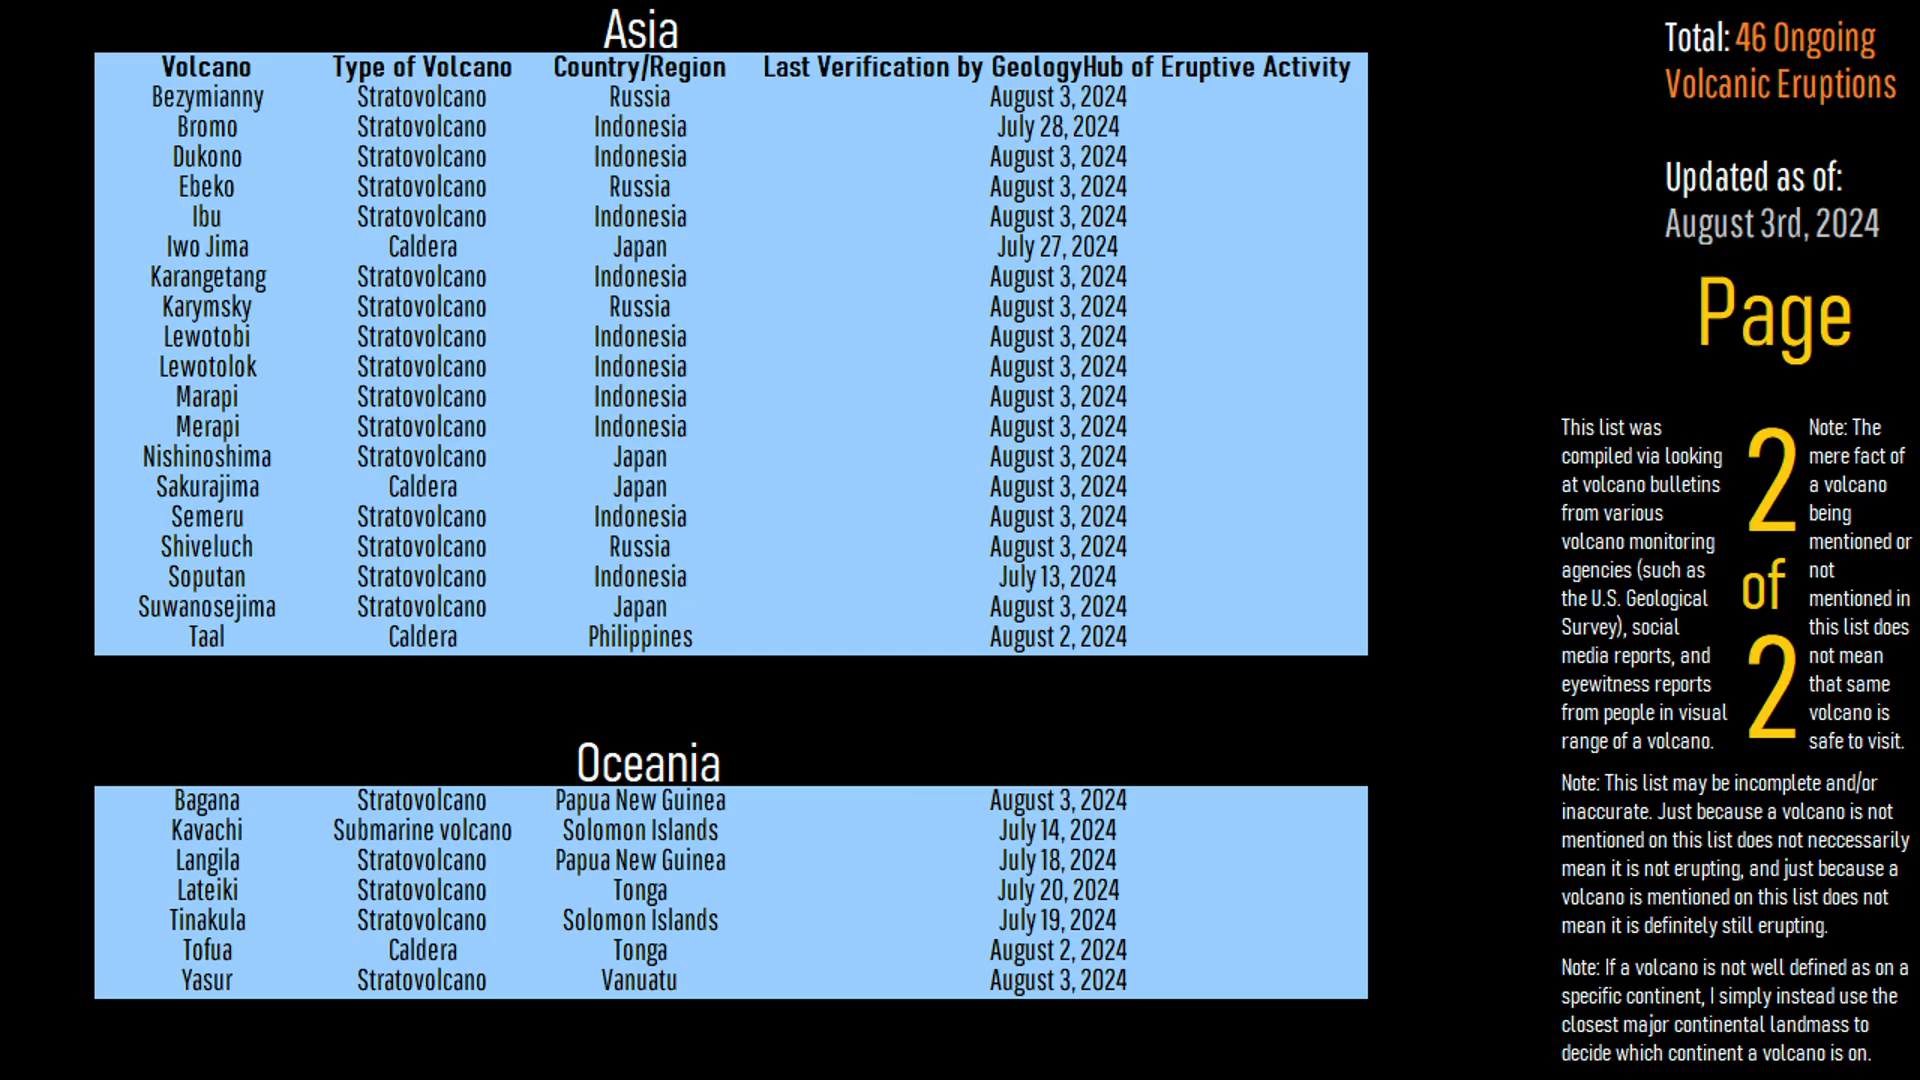 Asia
Volcano Type of Volcano Country/Region Last Verification by GeologyHub of Eruptive Activity
Bezymianny Stratovolcano Russia August 3, 2024
Bromo Stratovolcano Indonesia July 28, 2024
Dukono Stratovolcano Indonesia August 3, 2024
Ebeko Stratovolcano Russia August 3, 2024
Ibu Stratovolcano Indonesia August 3, 2024
Iwo Jima Caldera Japan July 27, 2024
Karangetang Stratovolcano Indonesia August 3, 2024
Karymsky Stratovolcano Russia August 3, 2024
Lewotobi Stratovolcano Indonesia August 3, 2024
Lewotolok Stratovolcano Indonesia August 3, 2024
Marapi Stratovolcano Indonesia August 3, 2024
Merapi Stratovolcano Indonesia August 3, 2024
Nishinoshima Stratovolcano Japan August 3, 2024
Sakurajima Caldera Japan August 3, 2024
Semeru Stratovolcano Indonesia August 3, 2024
Shiveluch Stratovolcano Russia August 3, 2024
Soputan Stratovolcano Indonesia July 13, 2024
Suwanosejima Stratovolcano Japan August 3, 2024
Taal Caldera Philippines August 2, 2024
Oceania
Bagana Stratovolcano Papua New Guinea August 3, 2024
Kavachi Submarine volcano Solomon Islands July 14, 2024
Langila Stratovolcano Papua New Guinea July 18, 2024
Lateiki Stratovolcano Tonga July 20, 2024
Tinakula Stratovolcano Solomon Islands July 19, 2024
Tofua Caldera Tonga August 2, 2024
Yasur Stratovolcano Vanuatu August 3, 2024
Total: 46 Ongoing
Volcanic Eruptions
Updated as of:
August 3rd, 2024
Page
2
of
2
This list was
compiled via looking
at volcano bulletins
from various
volcano monitoring
agencies (such as
the U.S. Geological
Survey), social
media reports, and
eyewitness reports
from people in visual
range of a volcano.
Note: The
mere fact of
a volcano
being
mentioned or
not
mentioned in
this list does
not mean
that same
volcano is
safe to visit.
Note: This list may be incomplete and/or
inaccurate. Just because a volcano is not
mentioned on this list does not neccessarily
mean it is not erupting, and just because a
volcano is mentioned on this list does not
mean it is definitely still erupting.
Note: If a volcano is not well defined as on a
specific continent, I simply instead use the
closest major continental landmass to
decide which continent a volcano is on.